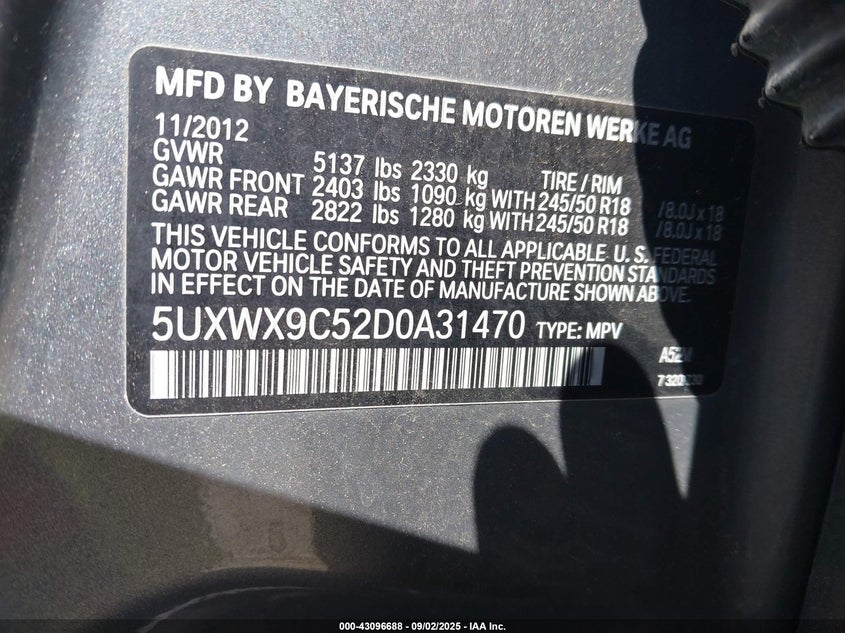 MFD BY BAYERISCHE MOTOREN WERKE AG
11/2012
GVWR 5137 lbs 2330 kg TIRE / RIM
GAWR FRONT 2403 lbs 1090 kg WITH 245/50 R18 / 8.0J x 18
GAWR REAR 2822 lbs 1280 kg WITH 245/50 R18 / 8.0J x 18
THIS VEHICLE CONFORMS TO ALL APPLICABLE U. S. FEDERAL
MOTOR VEHICLE SAFETY AND THEFT PREVENTION STANDARDS
IN EFFECT ON THE DATE OF MANUFACTURE SHOWN ABOVE.
5UXWX9C52D0A31470 TYPE: MPV
000-43096688 - 09/02/2025 - IAA Inc.